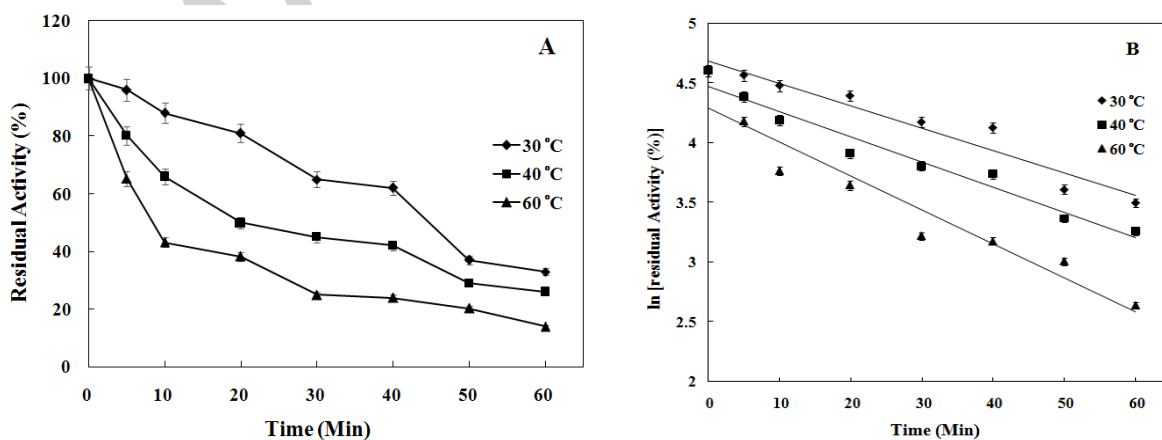 A
Residual Activity (%)
120
100
80
60
40
20
0
30 °C
40 °C
60 °C
0 10 20 30 40 50 60
Time (Min)
B
ln [residual Activity (%)]
5
4.5
4
3.5
3
2.5
2
30 °C
40 °C
60 °C
0 10 20 30 40 50 60
Time (Min)